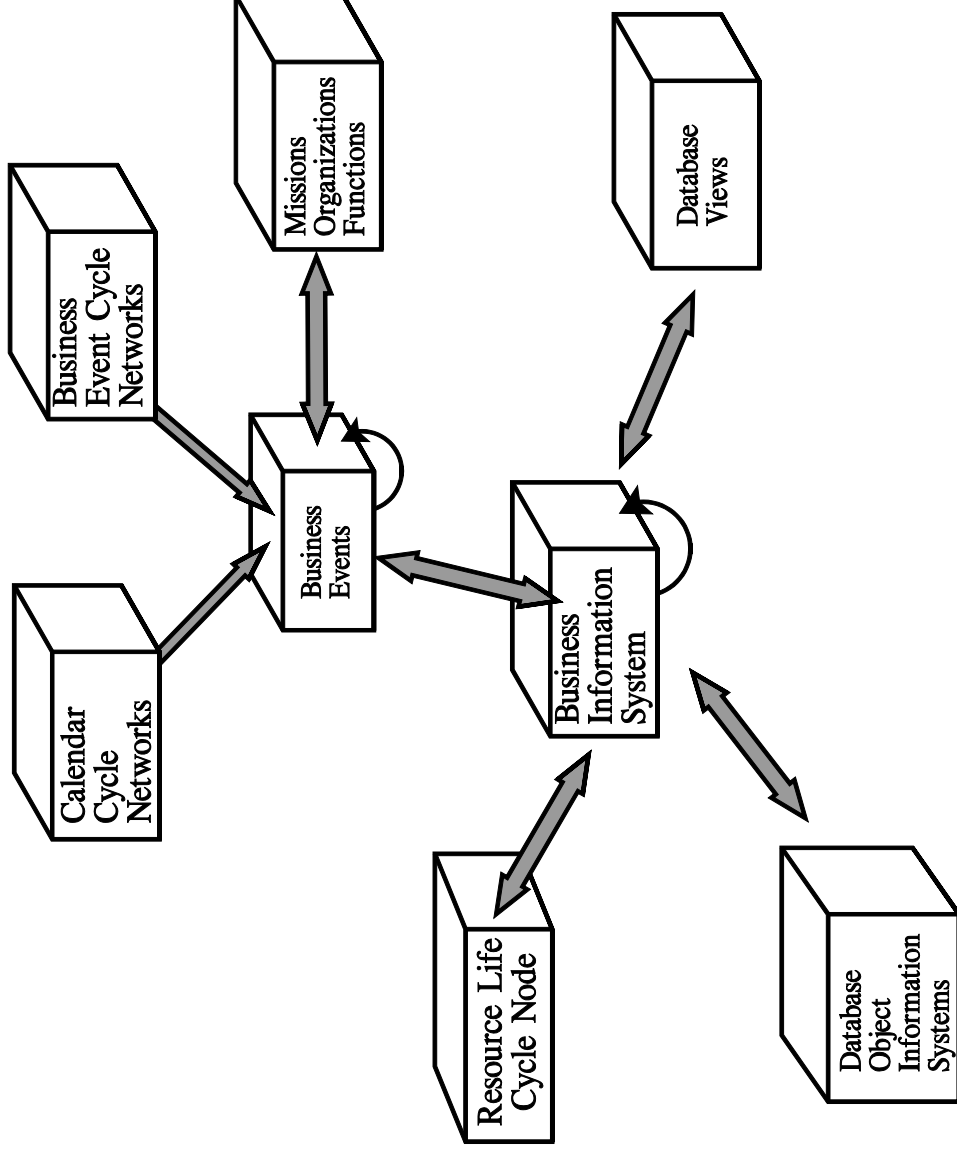 Calendar
Cycle
Networks
Business
Event Cycle
Networks
Missions
Organizations
Functions
Business
Events
Resource Life
Cycle Node
Business
Information
System
Database
Views
Database
Object
Information
Systems